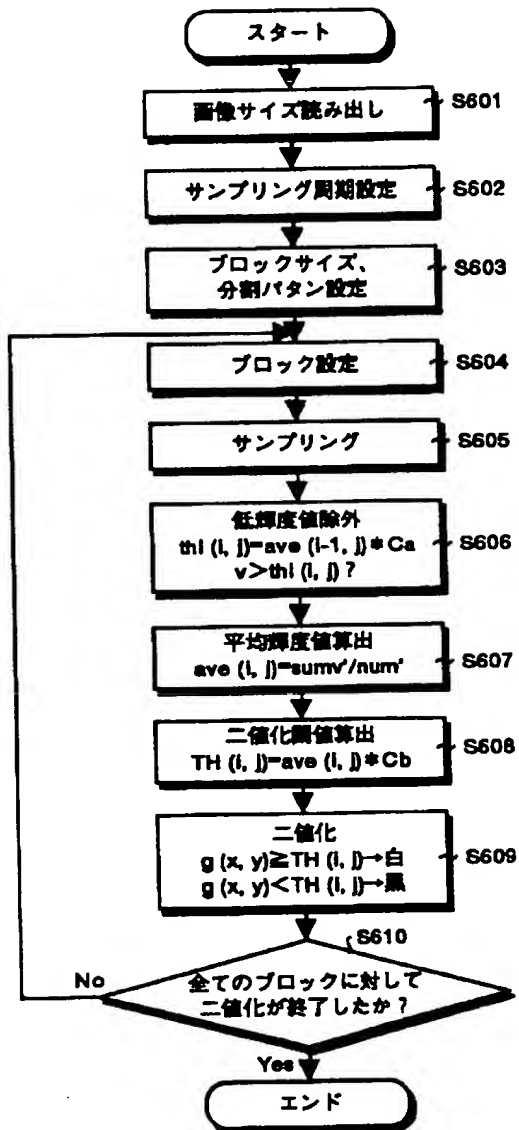 スタート
画像サイズ読み出し
S601
サンプリング周期設定
S602
ブロックサイズ、
分割パタン設定
S603
ブロック設定
S604
サンプリング
S605
低輝度値除外
thl (i, j)=ave (i-1, j)*Ca
v>thl (i, j) ?
S606
平均輝度値算出
ave (i, j)=sumv'/num'
S607
二値化閾値算出
TH (i, j)=ave (i, j)*Cb
S608
二値化
g (x, y)≧TH (i, j)→白
g (x, y)<TH (i, j)→黒
S609
S610
全てのブロックに対して
二値化が終了したか?
No
Yes
エンド